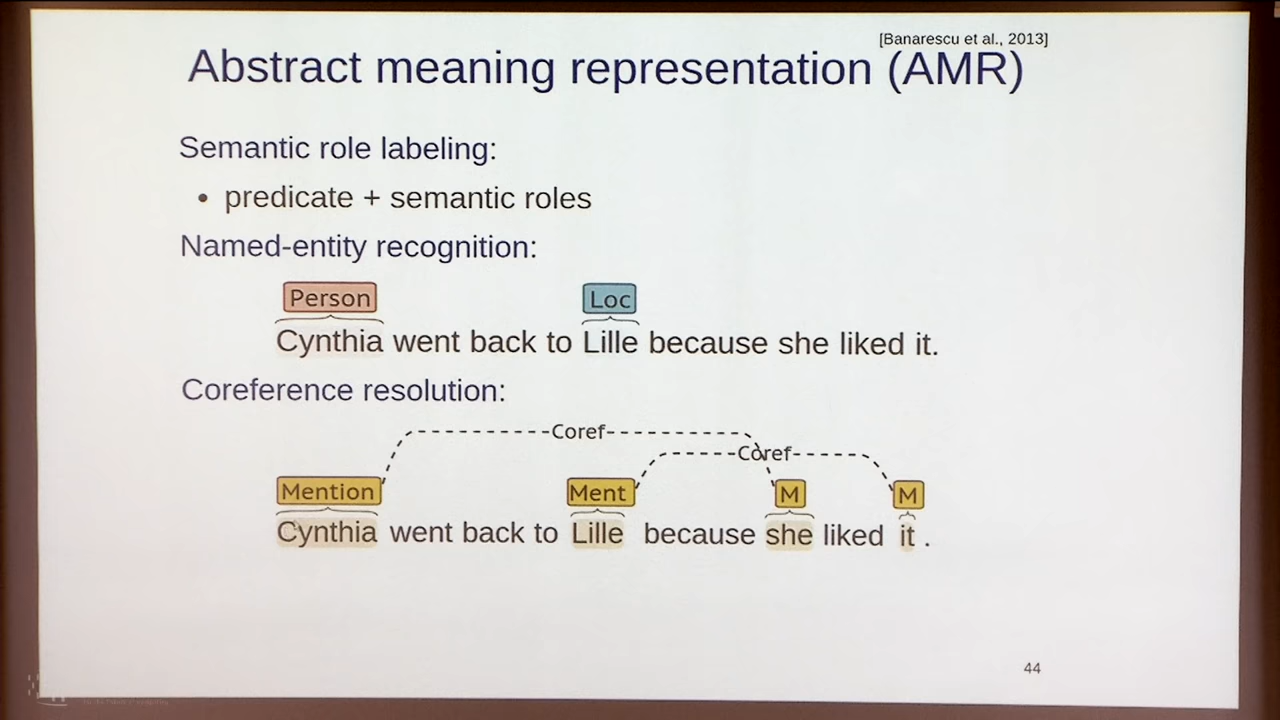 [Banarescu et al., 2013]
Abstract meaning representation (AMR)
Semantic role labeling:
• predicate + semantic roles
Named-entity recognition:
Person Loc
Cynthia went back to Lille because she liked it.
Coreference resolution:
Coref
Coref
Mention Ment M M
Cynthia went back to Lille because she liked it .
44